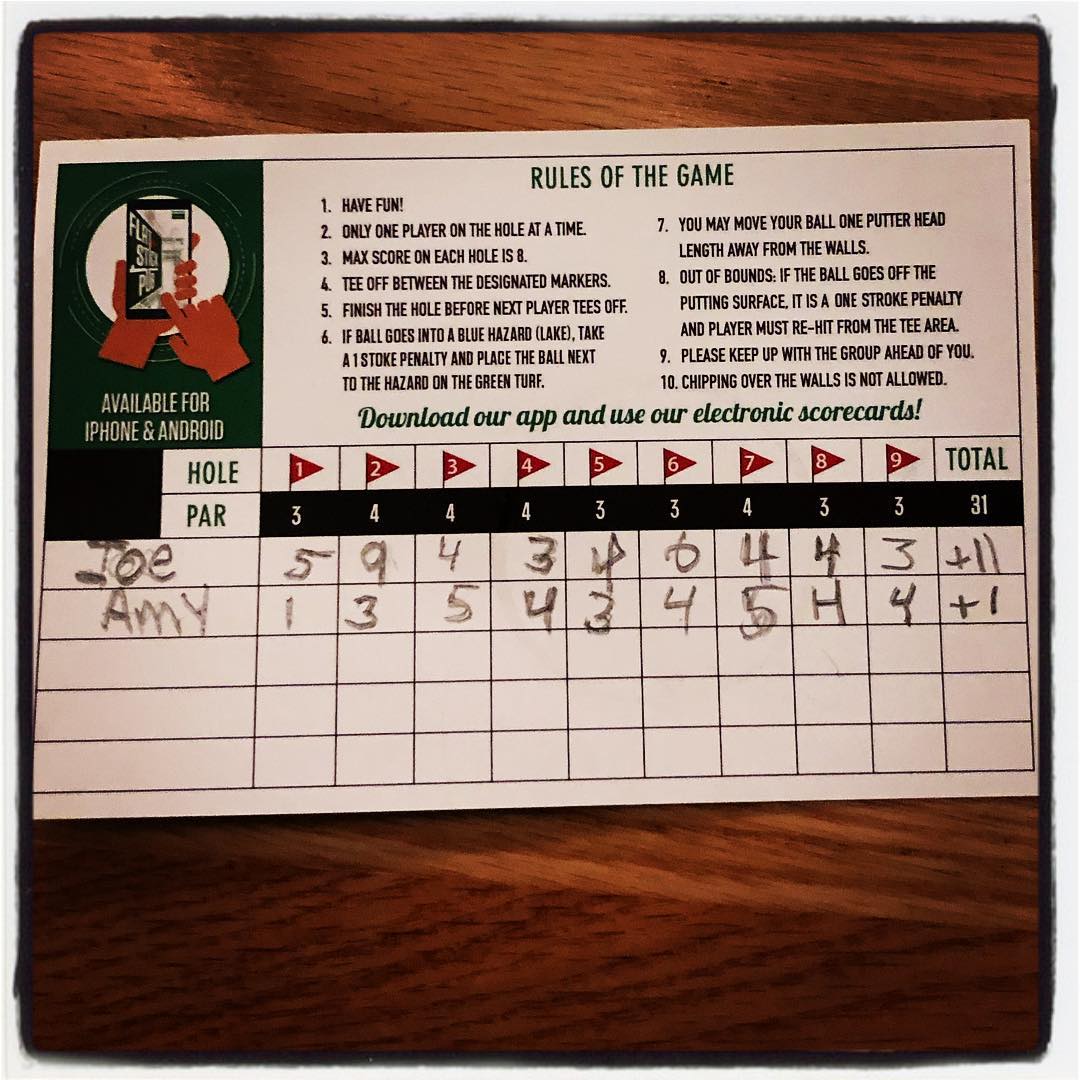 RULES OF THE GAME
1. HAVE FUN!
2. ONLY ONE PLAYER ON THE HOLE AT A TIME.
3. MAX SCORE ON EACH HOLE IS 8.
4. TEE OFF BETWEEN THE DESIGNATED MARKERS.
5. FINISH THE HOLE BEFORE NEXT PLAYER TEES OFF.
6. IF BALL GOES INTO A BLUE HAZARD (LAKE), TAKE
A 1 STOKE PENALTY AND PLACE THE BALL NEXT
TO THE HAZARD ON THE GREEN TURF.
7. YOU MAY MOVE YOUR BALL ONE PUTTER HEAD
LENGTH AWAY FROM THE WALLS.
8. OUT OF BOUNDS: IF THE BALL GOES OFF THE
PUTTING SURFACE, IT IS A ONE STROKE PENALTY
AND PLAYER MUST RE-HIT FROM THE TEE AREA.
9. PLEASE KEEP UP WITH THE GROUP AHEAD OF YOU.
10. CHIPPING OVER THE WALLS IS NOT ALLOWED.
Download our app and use our electronic scorecards!
FLAT
STICK
PUB
AVAILABLE FOR
IPHONE & ANDROID
HOLE 1 2 3 4 5 6 7 8 9 TOTAL
PAR 3 4 4 4 3 3 4 3 3 31
Joe 5 9 4 3 4 6 4 4 3 +11
AMY 1 3 5 4 3 4 5 4 4 +1